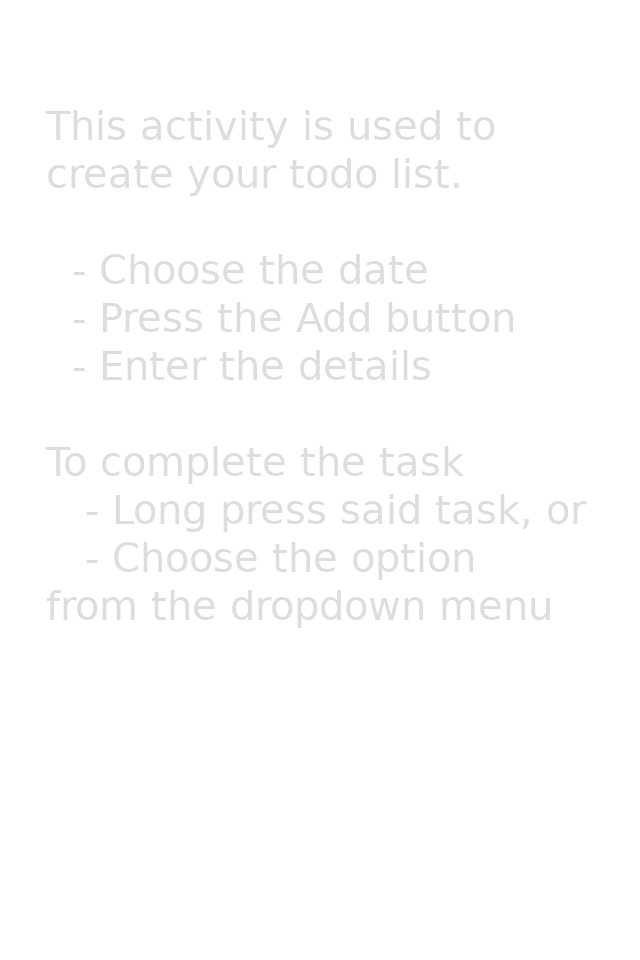 This activity is used to
create your todo list.
- Choose the date
- Press the Add button
- Enter the details
To complete the task
- Long press said task, or
- Choose the option
from the dropdown menu